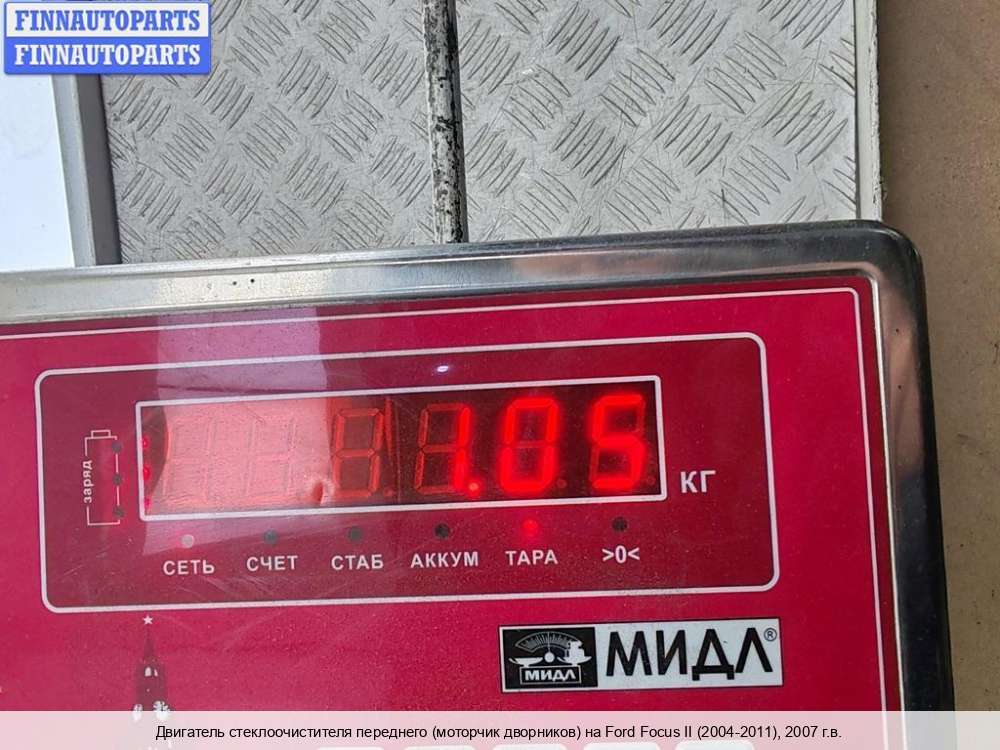 FINNAUTOPARTS
FINNAUTOPARTS
заряд
1.05
КГ
СЕТЬ СЧЕТ СТАБ АККУМ ТАРА >0<
МИДЛ МИДЛ®
Двигатель стеклоочистителя переднего (моторчик дворников) на Ford Focus II (2004-2011), 2007 г.в.